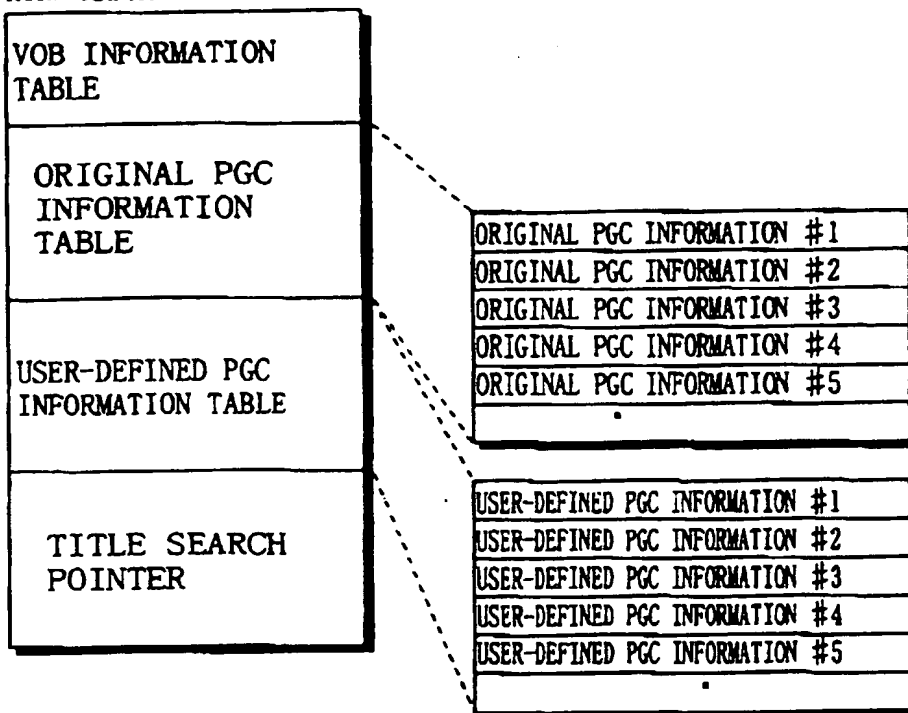 VOB INFORMATION
TABLE
ORIGINAL PGC
INFORMATION
TABLE
USER-DEFINED PGC
INFORMATION TABLE
TITLE SEARCH
POINTER
ORIGINAL PGC INFORMATION #1
ORIGINAL PGC INFORMATION #2
ORIGINAL PGC INFORMATION #3
ORIGINAL PGC INFORMATION #4
ORIGINAL PGC INFORMATION #5
USER-DEFINED PGC INFORMATION #1
USER-DEFINED PGC INFORMATION #2
USER-DEFINED PGC INFORMATION #3
USER-DEFINED PGC INFORMATION #4
USER-DEFINED PGC INFORMATION #5